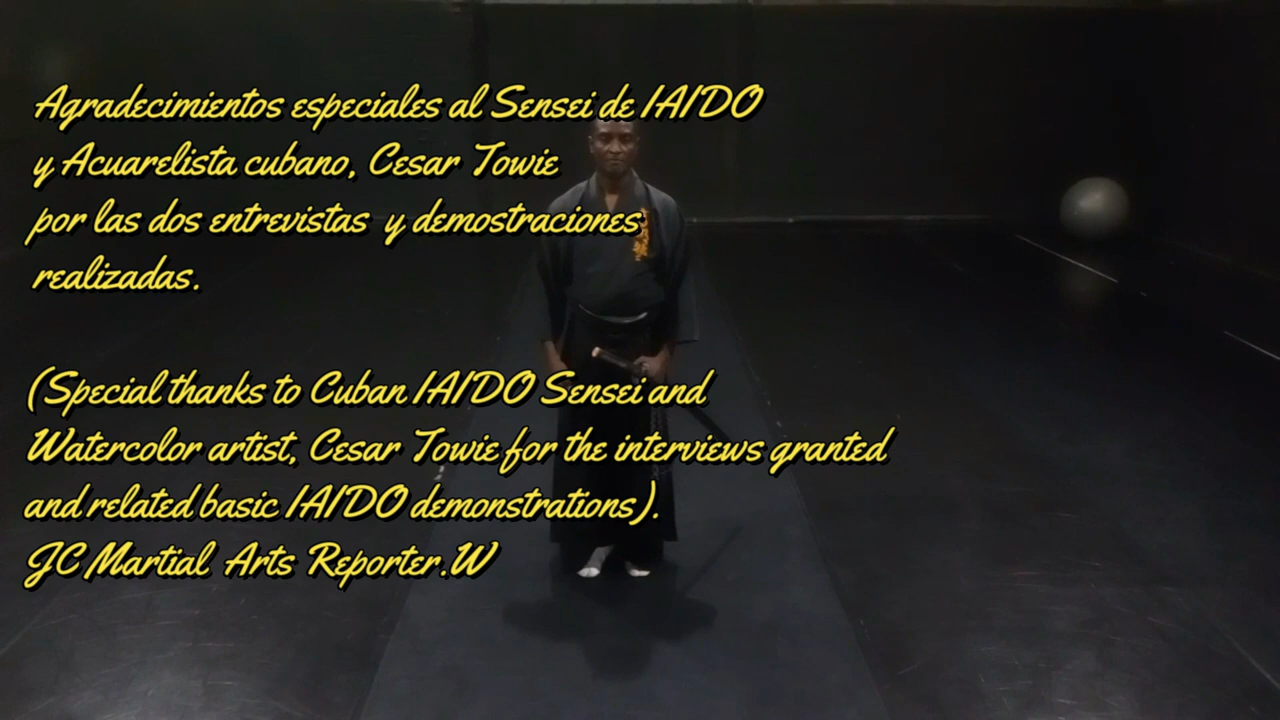 Agradecimientos especiales al Sensei de IAIDO
y Acuarelista cubano, Cesar Towie
por las dos entrevistas y demostraciones
realizadas.
(Special thanks to Cuban IAIDO Sensei and
Watercolor artist, Cesar Towie for the interviews granted
and related basic IAIDO demonstrations).
JC Martial Arts Reporter.W